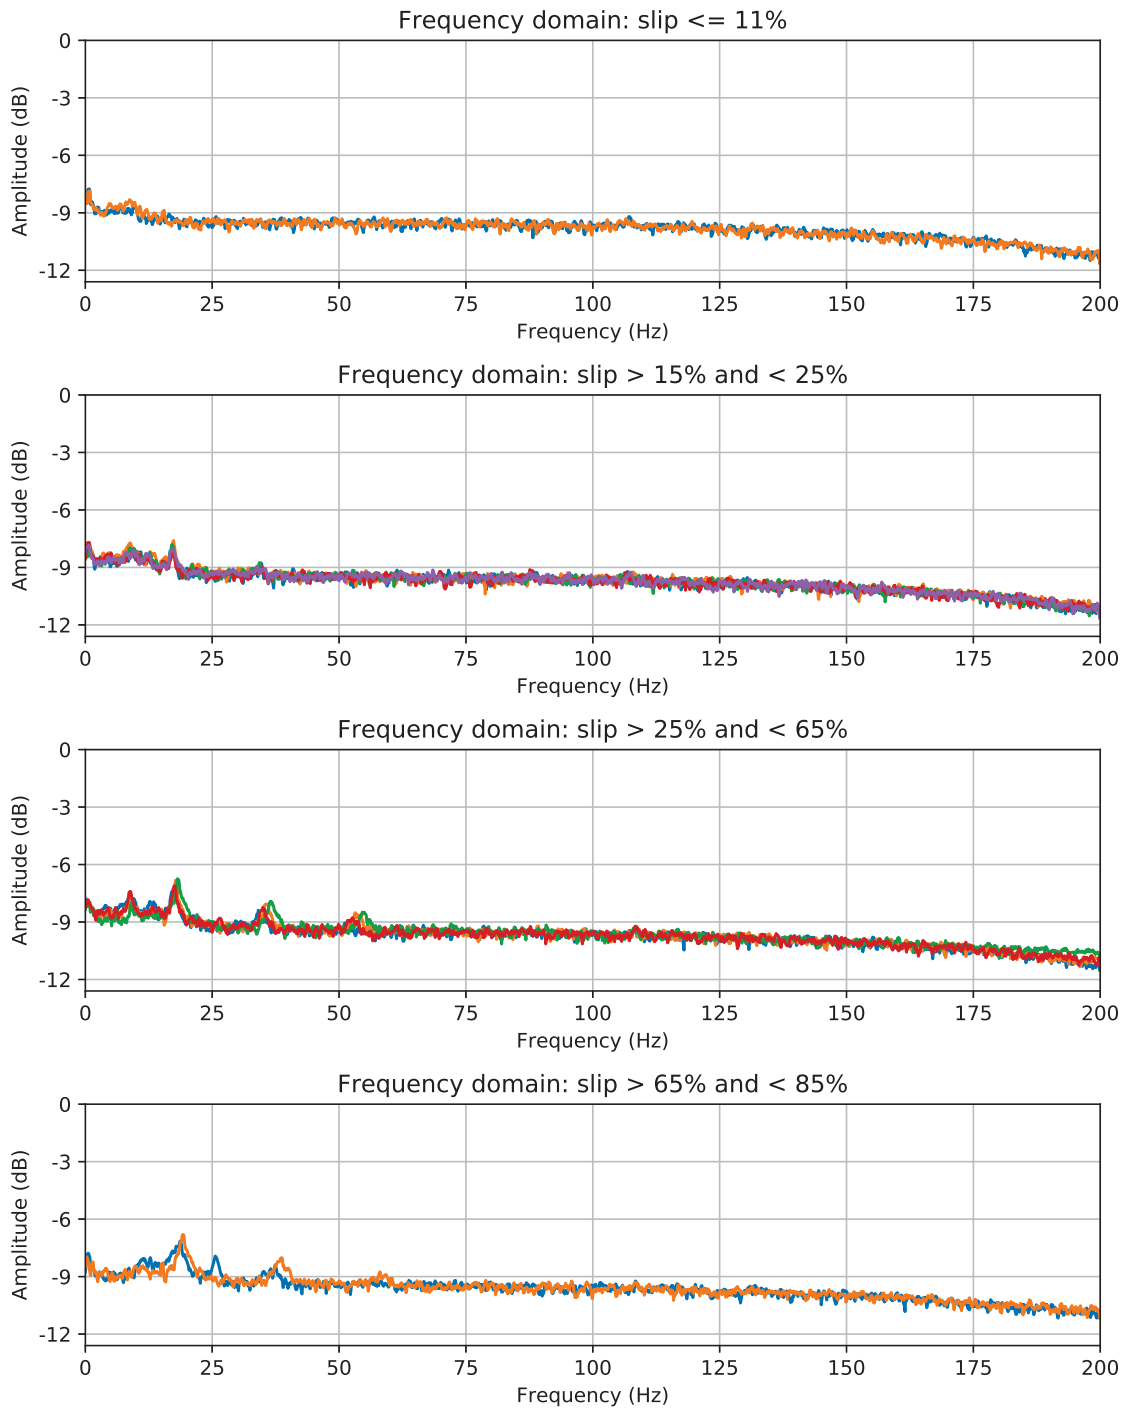 Frequency domain: slip <= 11%
0
-3
-6
-9
-12
Amplitude (dB)
0 25 50 75 100 125 150 175 200
Frequency (Hz)
Frequency domain: slip > 15% and < 25%
0
-3
-6
-9
-12
Amplitude (dB)
0 25 50 75 100 125 150 175 200
Frequency (Hz)
Frequency domain: slip > 25% and < 65%
0
-3
-6
-9
-12
Amplitude (dB)
0 25 50 75 100 125 150 175 200
Frequency (Hz)
Frequency domain: slip > 65% and < 85%
0
-3
-6
-9
-12
Amplitude (dB)
0 25 50 75 100 125 150 175 200
Frequency (Hz)